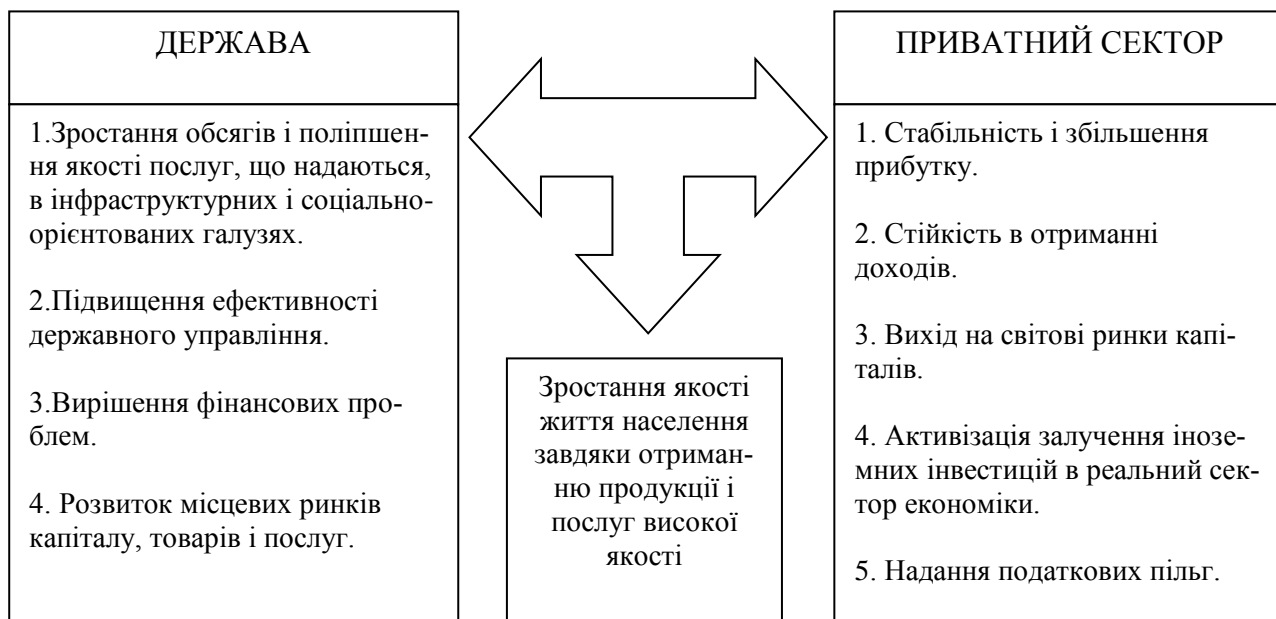 ДЕРЖАВА
1.Зростання обсягів і поліпшен-
ня якості послуг, що надаються,
в інфраструктурних і соціально-
орієнтованих галузях.
2.Підвищення ефективності
державного управління.
3.Вирішення фінансових про-
блем.
4. Розвиток місцевих ринків
капіталу, товарів і послуг.
Зростання якості
життя населення
завдяки отриман-
ню продукції і
послуг високої
якості
ПРИВАТНИЙ СЕКТОР
1. Стабільність і збільшення
прибутку.
2. Стійкість в отриманні
доходів.
3. Вихід на світові ринки капі-
талів.
4. Активізація залучення інозе-
мних інвестицій в реальний сек-
тор економіки.
5. Надання податкових пільг.